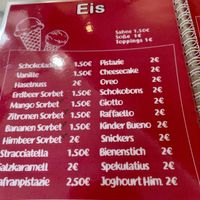 Eis
Sahne 1.50€
Soße 1€
Toppings 1€
Schokolade 1.50€
Vanille 1.50€
Haselnuss 2€
Erdbeer Sorbet 1.50€
Mango Sorbet 1.50€
Zitronen Sorbet 1.50€
Bananen Sorbet 1.50€
Himbeer Sorbet 2€
Stracciatella 1.50€
Salzkaramell 2€
afranpistazie 2.50€
Pistazie 2€
Cheesecake 2€
Oreo 2€
Schokobons 2€
Giotto 2€
Raffaello 2€
Kinder Bueno 2€
Snickers 2€
Bienenstich 2€
Spekulatius 2€
Joghourt Him. 2€